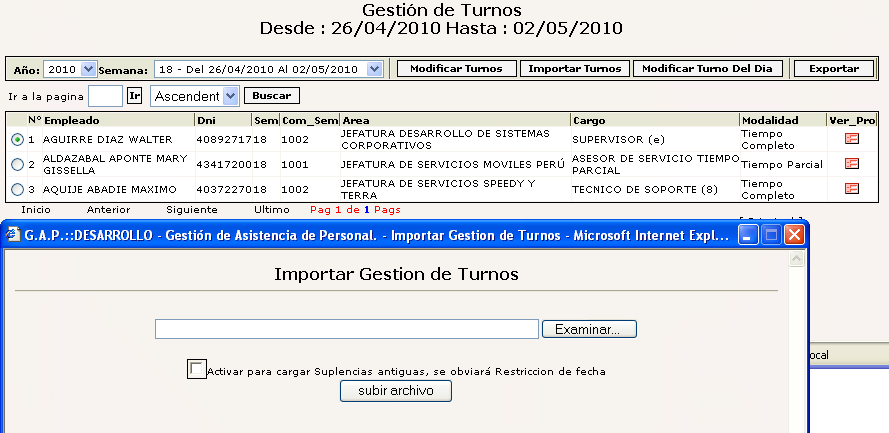 Gestión de Turnos
Desde : 26/04/2010 Hasta : 02/05/2010
Año: 2010 Semana: 18 - Del 26/04/2010 Al 02/05/2010 Modificar Turnos Importar Turnos Modificar Turno Del Dia Exportar
Ir a la pagina Ir Ascendent Buscar
Nº Empleado Dni Sem Com_Sem Area Cargo Modalidad Ver_Pro
1 AGUIRRE DIAZ WALTER 40892717 18 1002 JEFATURA DESARROLLO DE SISTEMAS CORPORATIVOS SUPERVISOR (e) Tiempo Completo
2 ALDAZABAL APONTE MARY GISSELLA 43417200 18 1001 JEFATURA DE SERVICIOS MOVILES PERÚ ASESOR DE SERVICIO TIEMPO PARCIAL Tiempo Parcial
3 AQUIJE ABADIE MAXIMO 40372270 18 1002 JEFATURA DE SERVICIOS SPEEDY Y TERRA TECNICO DE SOPORTE (8) Tiempo Completo
Inicio Anterior Siguiente Ultimo Pag 1 de 1 Pags
G.A.P.::DESARROLLO - Gestión de Asistencia de Personal. - Importar Gestion de Turnos - Microsoft Internet Expl...
Importar Gestion de Turnos
Examinar...
Activar para cargar Suplencias antiguas, se obviará Restriccion de fecha
subir archivo
ocal